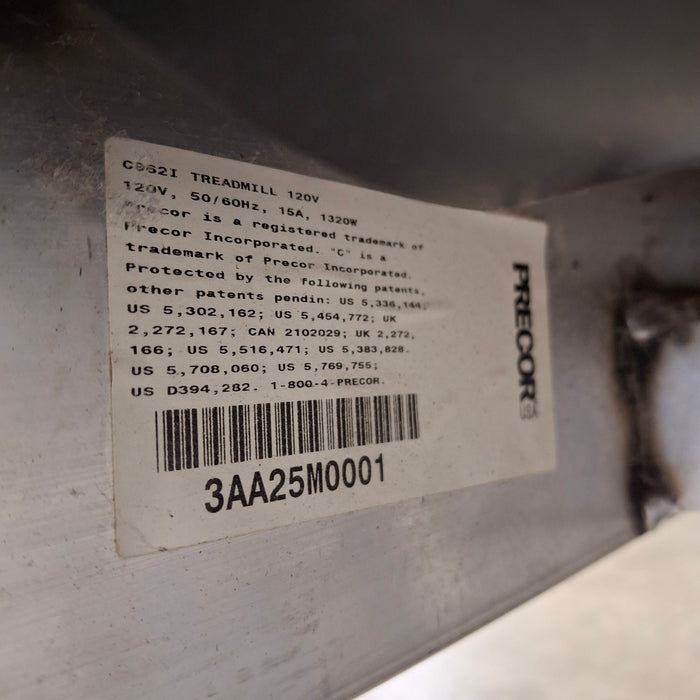 C962I TREADMILL 120V
120V, 50/60Hz, 15A, 1320W
Precor is a registered trademark of
Precor Incorporated. "C" is a
trademark of Precor Incorporated.
Protected by the following patents,
other patents pendin: US 5,336,144;
US 5,302,162; US 5,454,772; UK
2,272,167; CAN 2102029; UK 2,272,
166; US 5,516,471; US 5,383,828.
US 5,708,060; US 5,769,755;
US D394,282. 1-800-4-PRECOR.
3AA25M0001
PRECOR USA